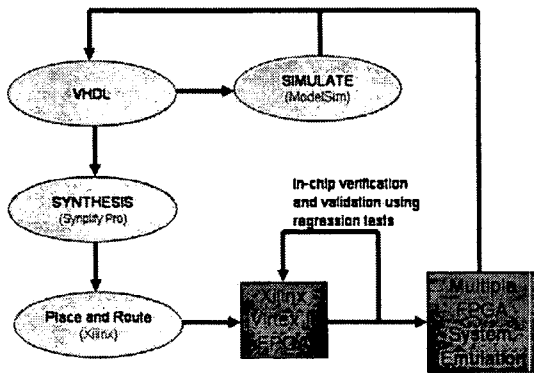 VHDL
SIMULATE
(ModelSim)
SYNTHESIS
(Synplify Pro)
In-chip verification
and validation using
regression tests
Place and Route
(Xilinx)
Xilinx
Virtex II
FPGA
Multiple
FPGA
System
Emulation